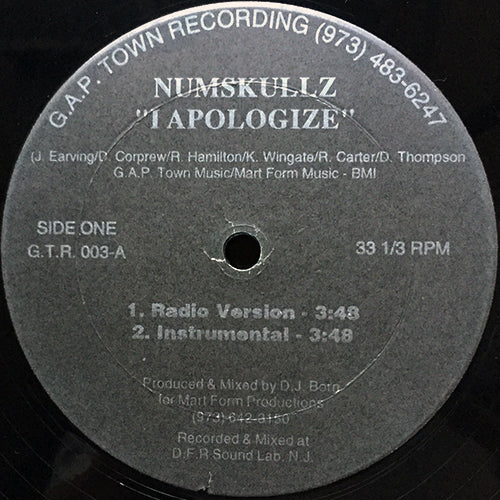 G.A.P. TOWN RECORDING (973) 483-6247
NUMSKULLZ
"I APOLOGIZE"
(J. Earving/D. Corprew/R. Hamilton/K. Wingate/R. Carter/D. Thompson
G.A.P. Town Music/Mart Form Music - BMI
SIDE ONE
G.T.R. 003-A
33 1/3 RPM
1. Radio Version - 3:48
2. Instrumental - 3:48
Produced & Mixed by D.J. Born
for Mart Form Productions
(973) 642-3150
Recorded & Mixed at
D.F.R Sound Lab, N.J.